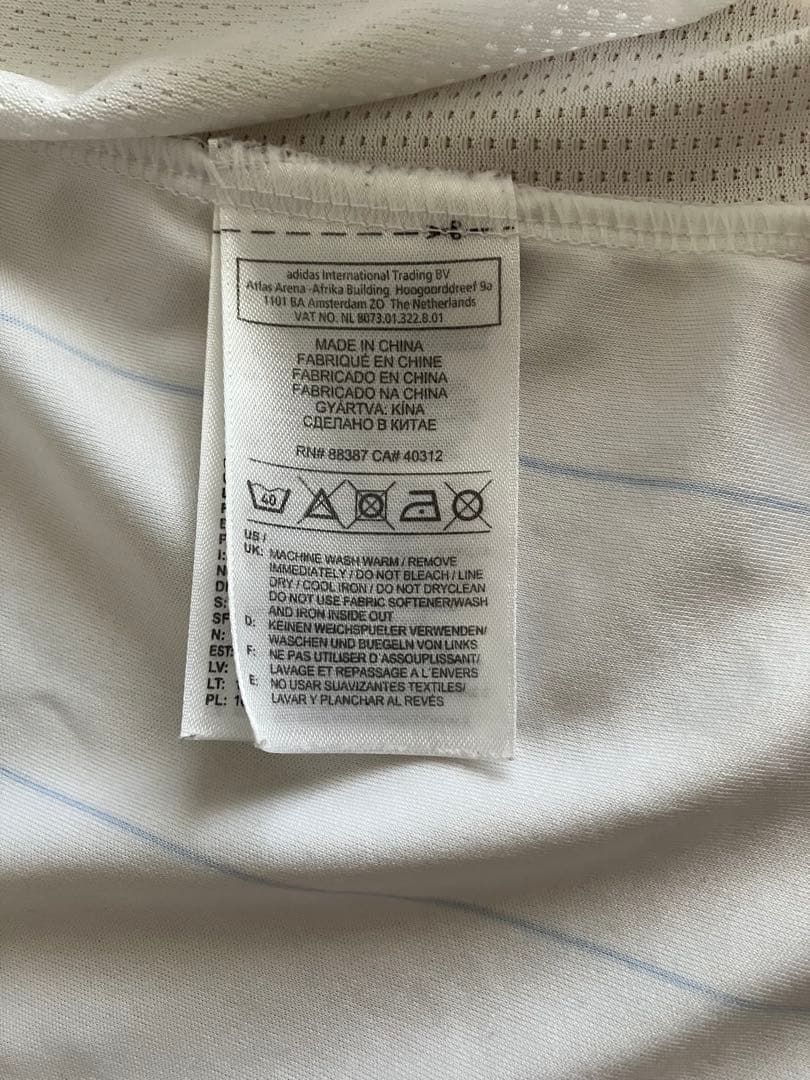 adidas International Trading BV
Atlas Arena -Afrika Building Hoogoorddreef 9a
1101 BA Amsterdam ZO The Netherlands
VAT NO. NL 8073.01.322.B.01
MADE IN CHINA
FABRIQUÉ EN CHINE
FABRICADO EN CHINA
FABRICADO NA CHINA
GYÁRTVA: KÍNA
СДЕЛАНО В КИТАЕ
RN# 88387 CA# 40312
40
US /
UK: MACHINE WASH WARM / REMOVE
IMMEDIATELY / DO NOT BLEACH / LINE
DRY / COOL IRON / DO NOT DRYCLEAN
DO NOT USE FABRIC SOFTENER/WASH
AND IRON INSIDE OUT
D: KEINEN WEICHSPUELER VERWENDEN/
WASCHEN UND BUEGELN VON LINKS
F: NE PAS UTILISER D'ASSOUPLISSANT/
LAVAGE ET REPASSAGE A L'ENVERS
E: NO USAR SUAVIZANTES TEXTILES/
LAVAR Y PLANCHAR AL REVÉS
I:
S:
N:
EST:
LV:
LT:
PL: